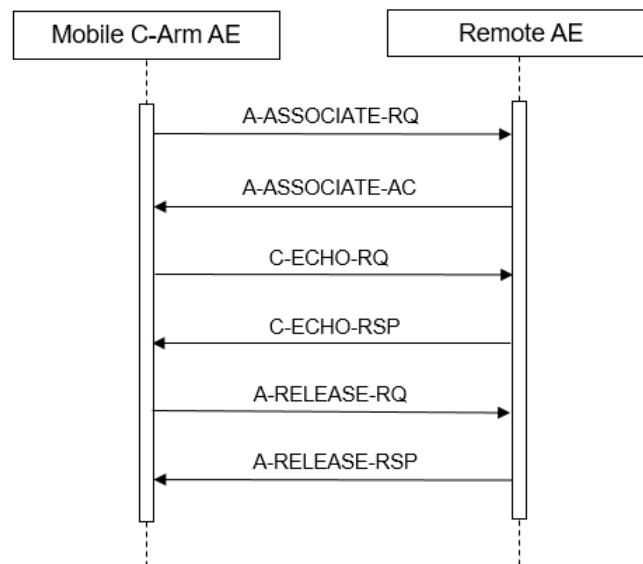 Mobile C-Arm AE
Remote AE
A-ASSOCIATE-RQ
A-ASSOCIATE-AC
C-ECHO-RQ
C-ECHO-RSP
A-RELEASE-RQ
A-RELEASE-RSP